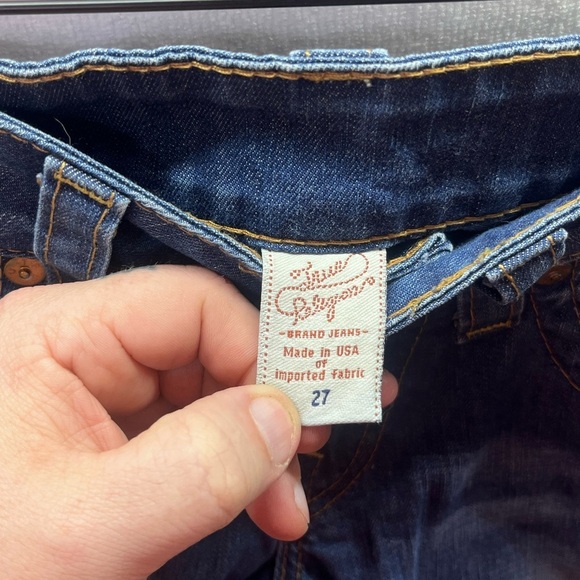 True
Religion
-BRAND JEANS-
Made in USA
of
imported fabric
27